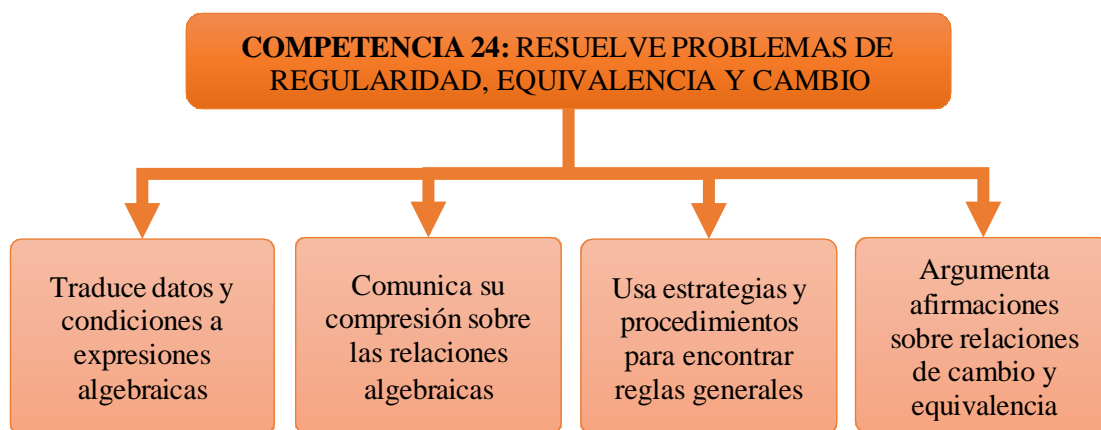 COMPETENCIA 24: RESUELVE PROBLEMAS DE
REGULARIDAD, EQUIVALENCIA Y CAMBIO
Traduce datos y
condiciones a
expresiones
algebraicas
Comunica su
compresión sobre
las relaciones
algebraicas
Usa estrategias y
procedimientos
para encontrar
reglas generales
Argumenta
afirmaciones
sobre relaciones
de cambio y
equivalencia